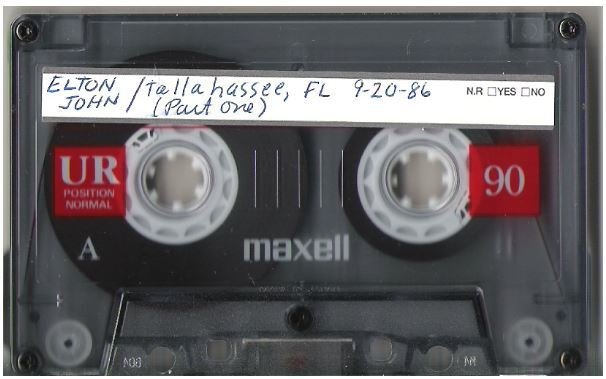 ELTON JOHN / Tallahassee, FL 9-20-86
(Part one)
N.R □YES □NO
UR
POSITION
NORMAL
90
A
maxell